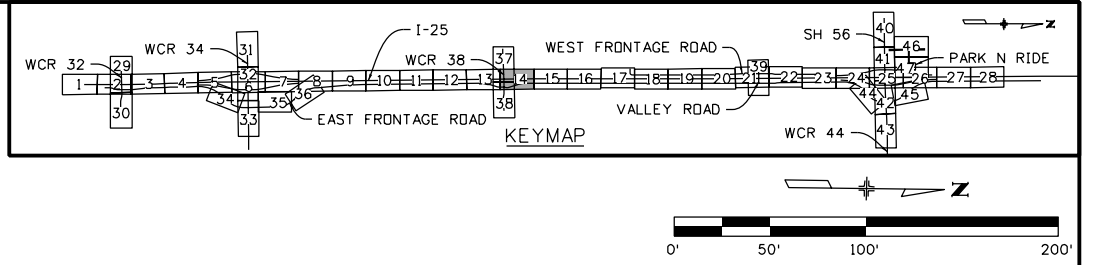 31
40
I-25
SH 56
N
WCR 34
37
46
WCR 38
WEST FRONTAGE ROAD
41
PARK N RIDE
WCR 32
29
32
39
47
1 2 3 4 5 6 7 8 9 10 11 12 13 14 15 16 17 18 19 20 21 22 23 24 25 26 27 28
30
34
35
36
38
VALLEY ROAD
44
42
45
33
EAST FRONTAGE ROAD
KEYMAP
WCR 44
43
N
0' 50' 100' 200'